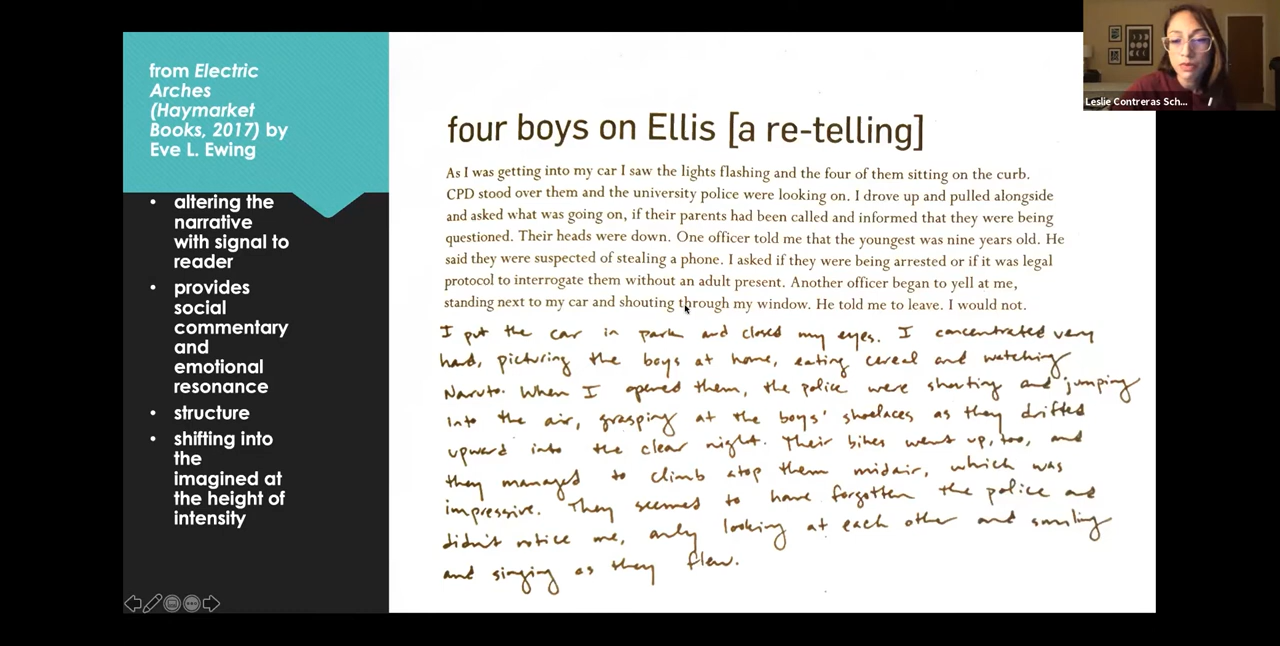 from Electric
Arches
(Haymarket
Books, 2017) by
Eve L. Ewing
• altering the
narrative
with signal to
reader
• provides
social
commentary
and
emotional
resonance
• structure
• shifting into
the
imagined at
the height of
intensity
four boys on Ellis [a re-telling]
As I was getting into my car I saw the lights flashing and the four of them sitting on the curb.
CPD stood over them and the university police were looking on. I drove up and pulled alongside
and asked what was going on, if their parents had been called and informed that they were being
questioned. Their heads were down. One officer told me that the youngest was nine years old. He
said they were suspected of stealing a phone. I asked if they were being arrested or if it was legal
protocol to interrogate them without an adult present. Another officer began to yell at me,
standing next to my car and shouting through my window. He told me to leave. I would not.
I put the car in park and closed my eyes. I concentrated very
hard, picturing the boys at home, eating cereal and watching
Naruto. When I opened them, the police were shouting and jumping
into the air, grasping at the boys' shoelaces as they drifted
upward into the clear night. Their bikes went up, too, and
they managed to climb atop them midair, which was
impressive. They seemed to have forgotten the police and
didn't notice me, only looking at each other and smiling
and singing as they flew.
Leslie Contreras Sch...